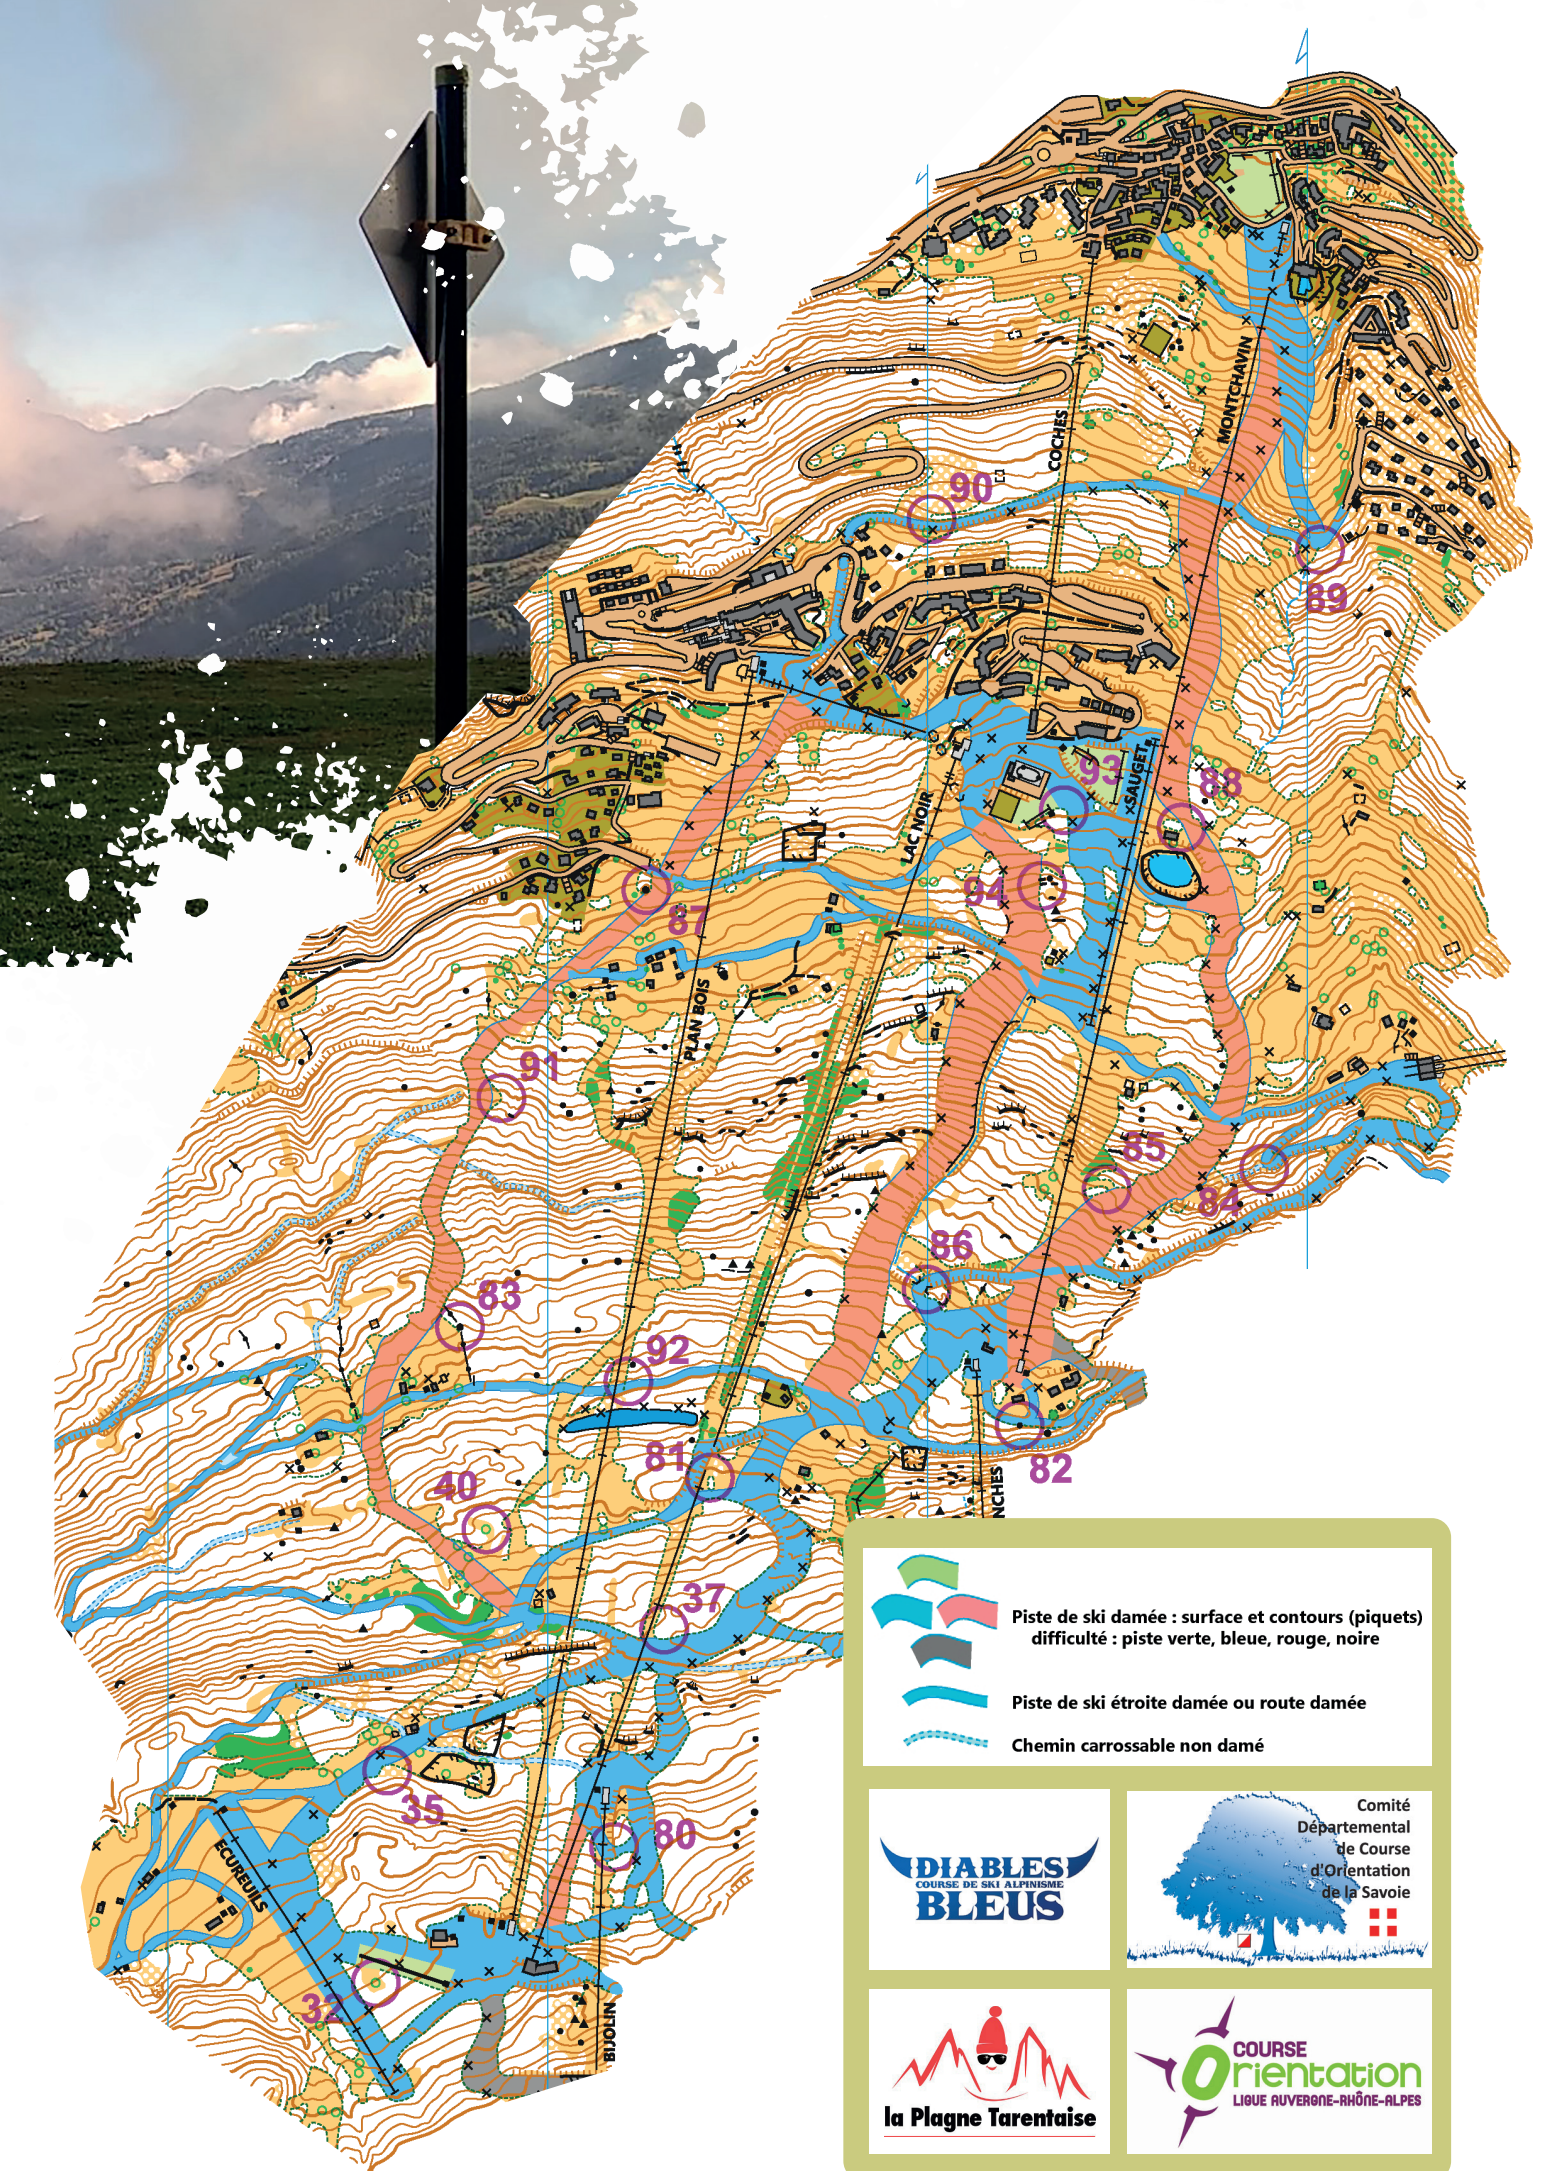 MONTCHAVIN
COCHES
90
89
SAUGET
93
88
LAC NOIR
94
87
PLAN BOIS
91
85
84
86
83
92
81
82
40
NCHES
37
35
80
ECUREUILS
32
BIJOLIN
Piste de ski damée : surface et contours (piquets)
difficulté : piste verte, bleue, rouge, noire
Piste de ski étroite damée ou route damée
Chemin carrossable non damé
DIABLES
COURSE DE SKI ALPINISME
BLEUS
Comité
Départemental
de Course
d'Orientation
de la Savoie
la Plagne Tarentaise
COURSE
Orientation
LIGUE AUVERGNE-RHÔNE-ALPES